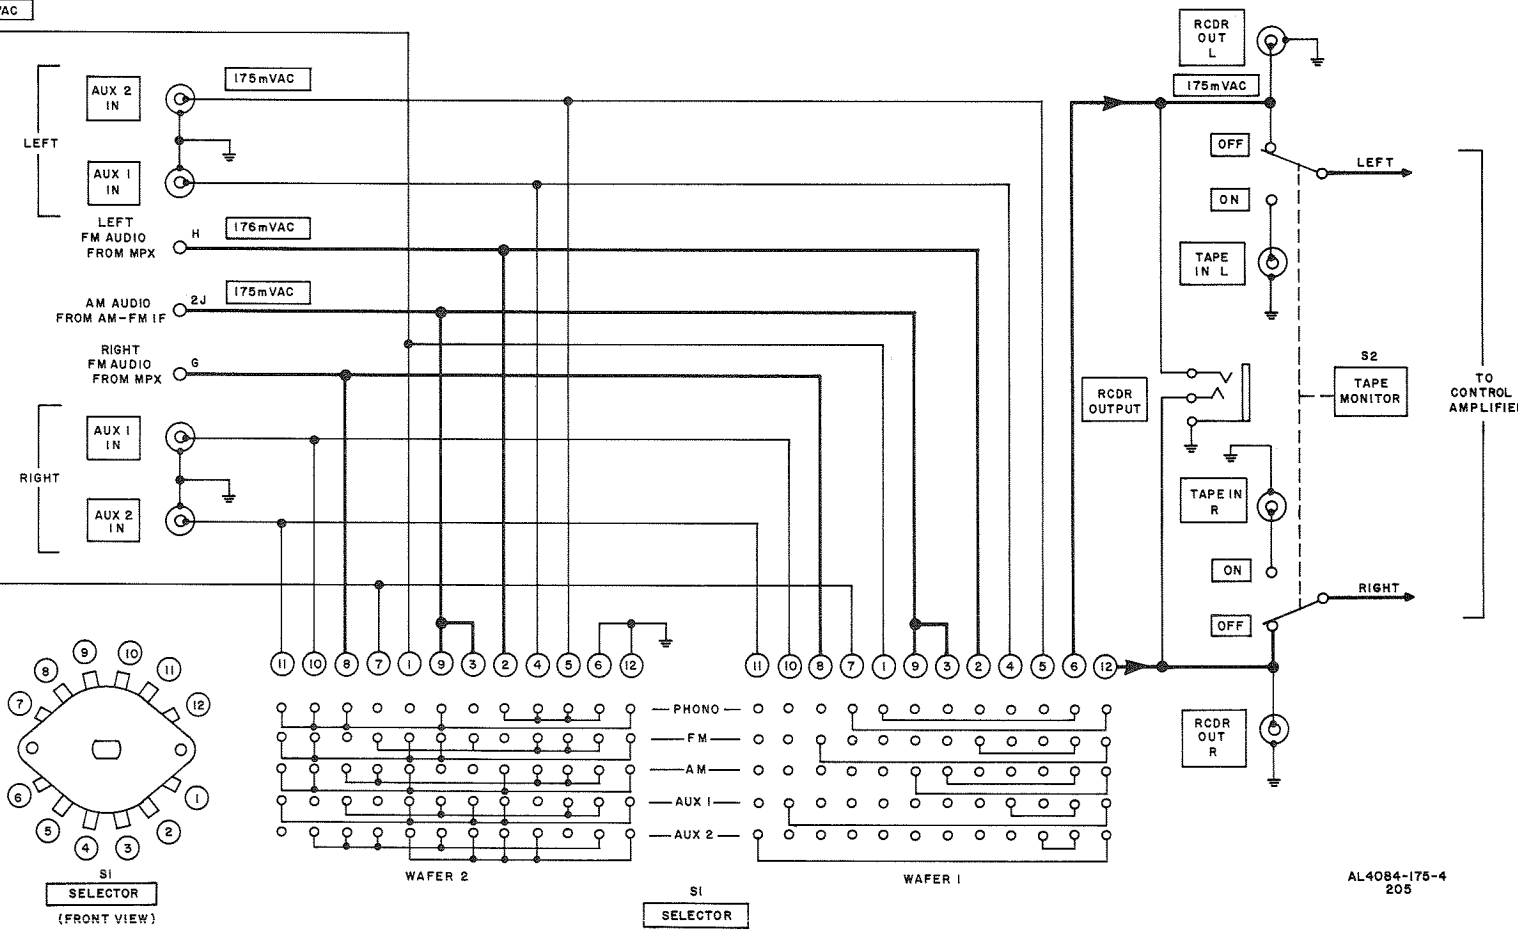 VAC
LEFT
AUX 2
IN
175mVAC
AUX 1
IN
LEFT
FM AUDIO
FROM MPX
H
176mVAC
AM AUDIO
FROM AM-FM IF
2J
175mVAC
RIGHT
FM AUDIO
FROM MPX
G
RIGHT
AUX 1
IN
AUX 2
IN
RCDR
OUT
L
175mVAC
OFF
LEFT
ON
TAPE
IN L
RCDR
OUTPUT
S2
TAPE
MONITOR
TO
CONTROL
AMPLIFIER
TAPE IN
R
ON
RIGHT
OFF
RCDR
OUT
R
11 10 8 7 1 9 3 2 4 5 6 12
11 10 8 7 1 9 3 2 4 5 6 12
PHONO
FM
AM
AUX 1
AUX 2
WAFER 2
WAFER 1
S1
SELECTOR
9 10
8 11
7 12
6 1
5 2
4 3
S1
SELECTOR
(FRONT VIEW)
AL4084-175-4
205